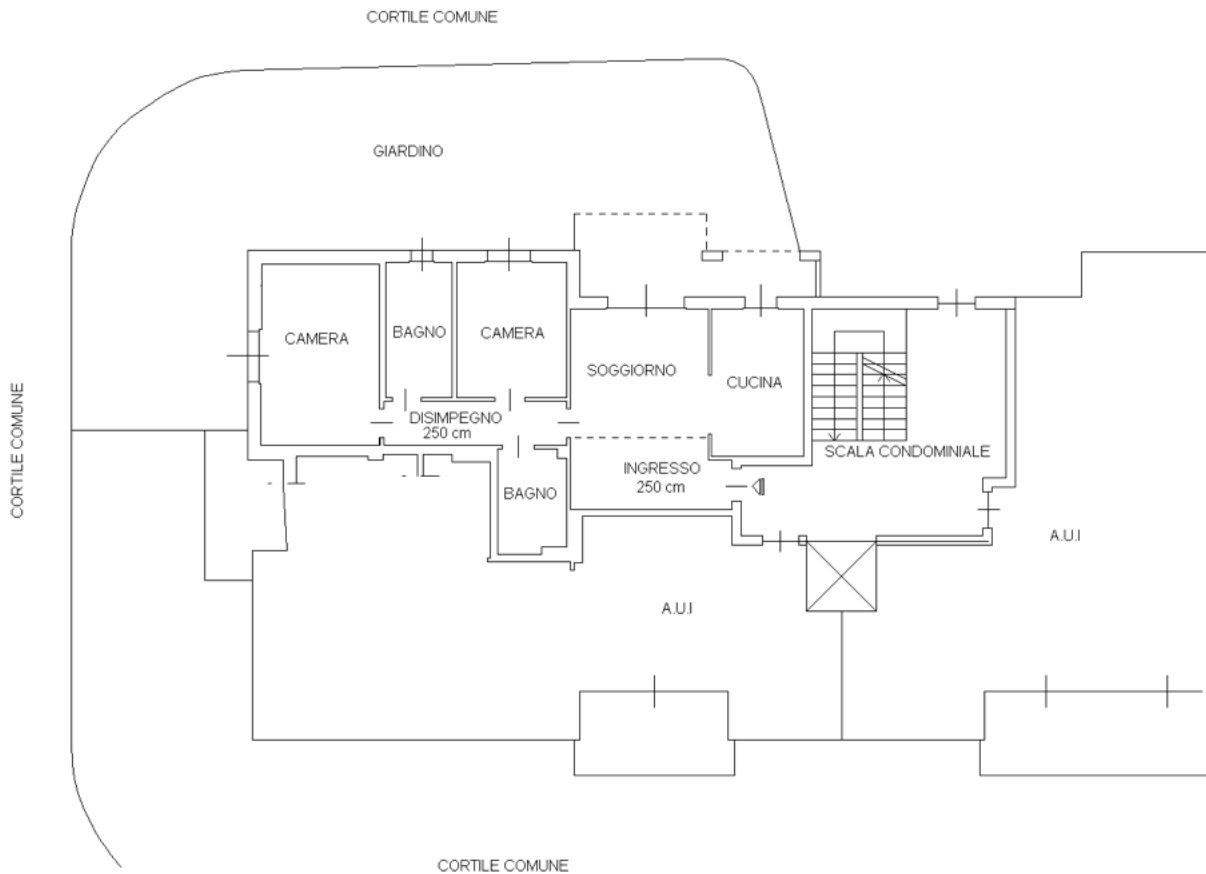 CORTILE COMUNE
GIARDINO
CAMERA
BAGNO
CAMERA
SOGGIORNO
CUCINA
DISIMPEGNO
250 cm
SCALA CONDOMINIALE
INGRESSO
250 cm
BAGNO
CORTILE COMUNE
A.U.I
A.U.I
CORTILE COMUNE